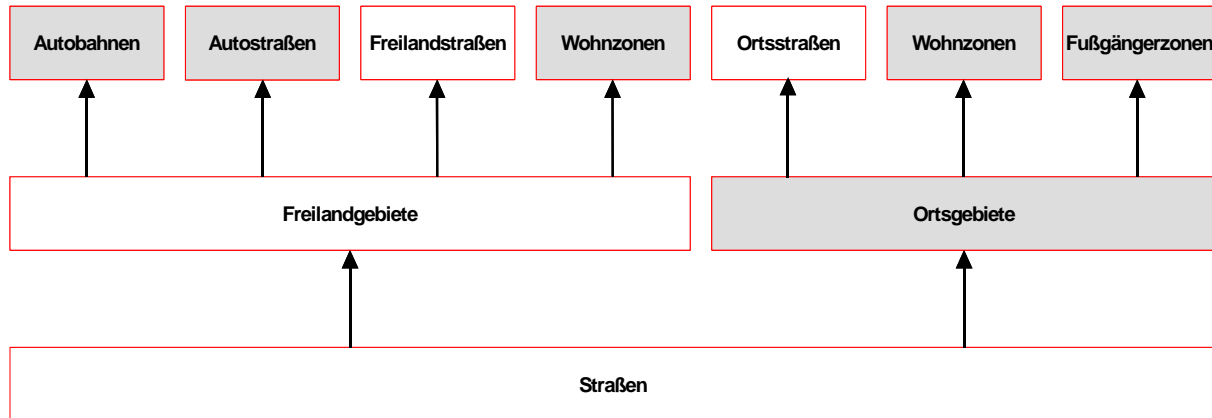 Autobahnen
Autostraßen
Freilandstraßen
Wohnzonen
Ortsstraßen
Wohnzonen
Fußgängerzonen
Freilandgebiete
Ortsgebiete
Straßen